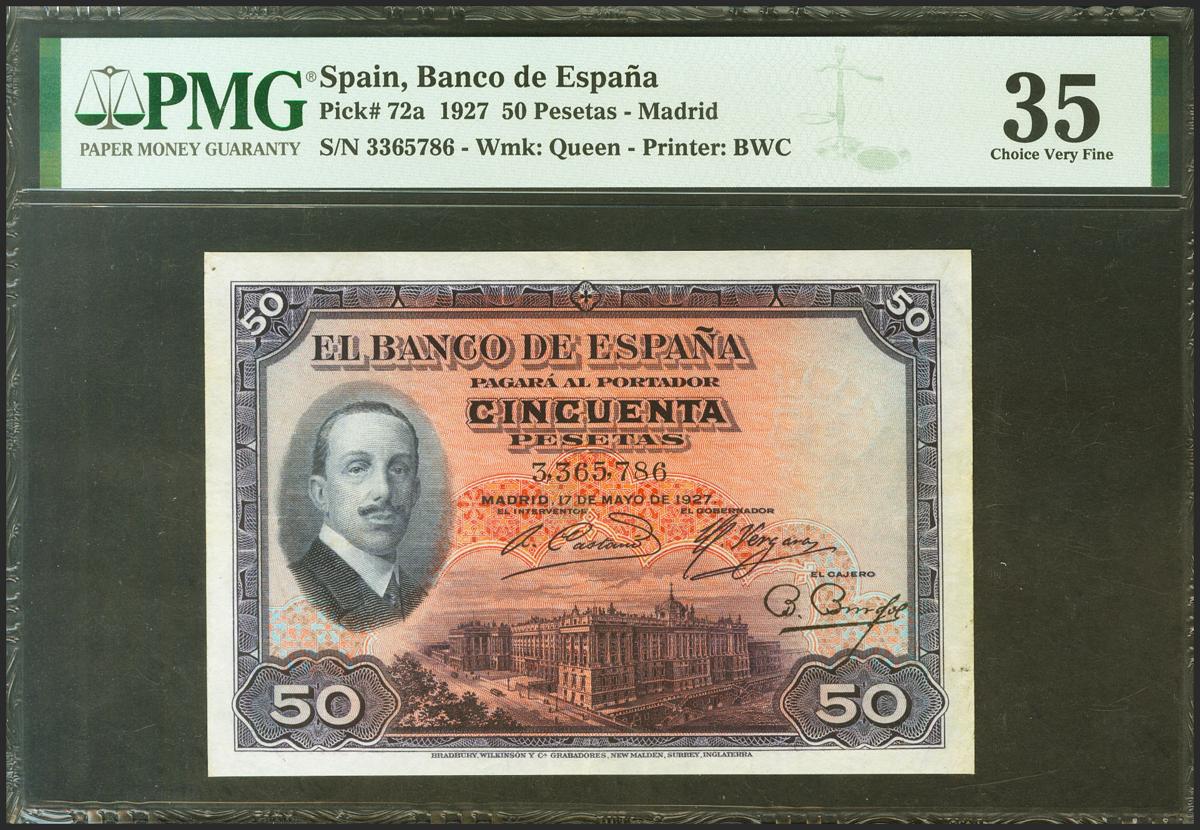 PMG®
PAPER MONEY GUARANTY
Spain, Banco de España
Pick# 72a 1927 50 Pesetas - Madrid
S/N 3365786 - Wmk: Queen - Printer: BWC
35
Choice Very Fine
50
50
EL BANCO DE ESPAÑA
PAGARÁ AL PORTADOR
CINCUENTA
PESETAS
3,365,786
MADRID, 17 DE MAYO DE 1927.
EL INTERVENTOR
EL GOBERNADOR
A. Castaño
Vergara
EL CAJERO
50
50
BRADBURY, WILKINSON Y Cª GRABADORES, NEW MALDEN, SURREY, INGLATERRA